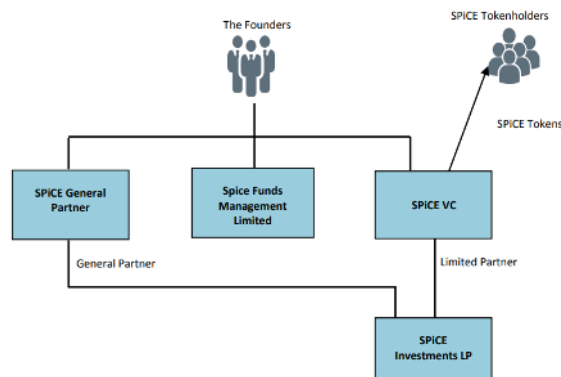 SPiCE Tokenholders
The Founders
SPiCE Tokens
SPiCE General
Partner
Spice Funds
Management
Limited
SPiCE VC
General Partner
Limited Partner
SPiCE
Investments LP